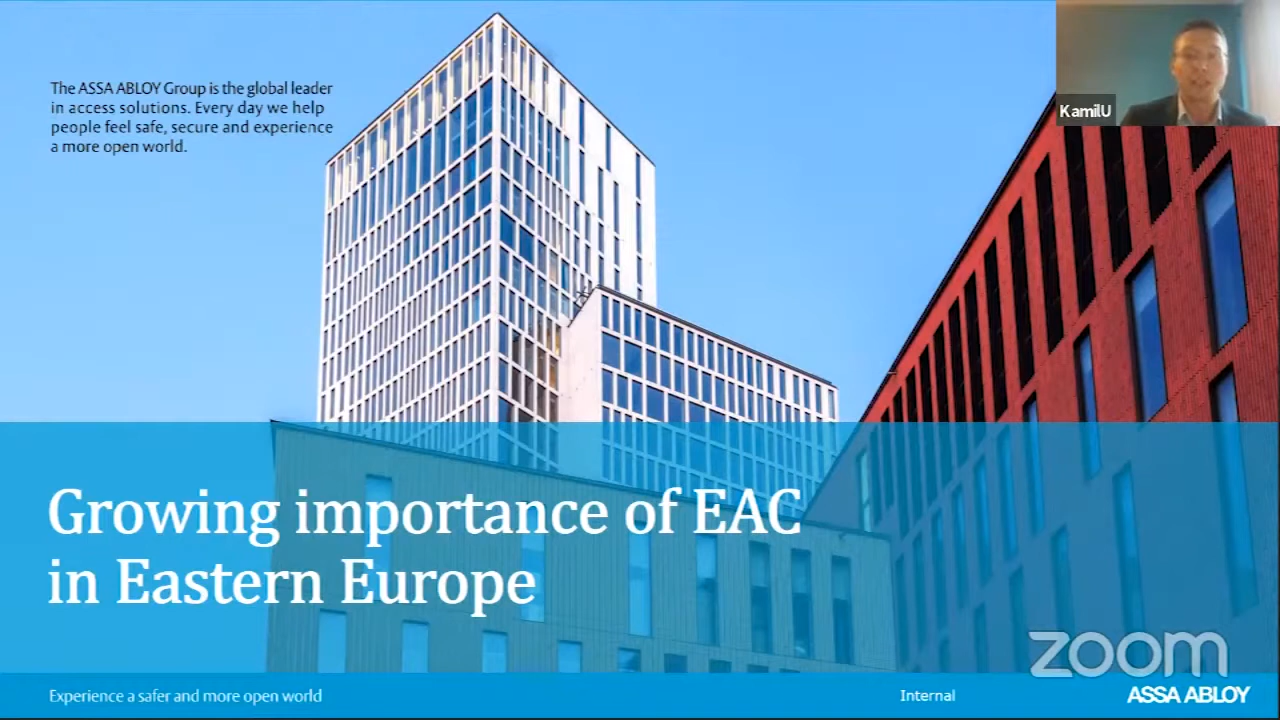 The ASSA ABLOY Group is the global leader
in access solutions. Every day we help
people feel safe, secure and experience
a more open world.
KamilU
Growing importance of EAC
in Eastern Europe
zoom
Experience a safer and more open world
Internal
ASSA ABLOY